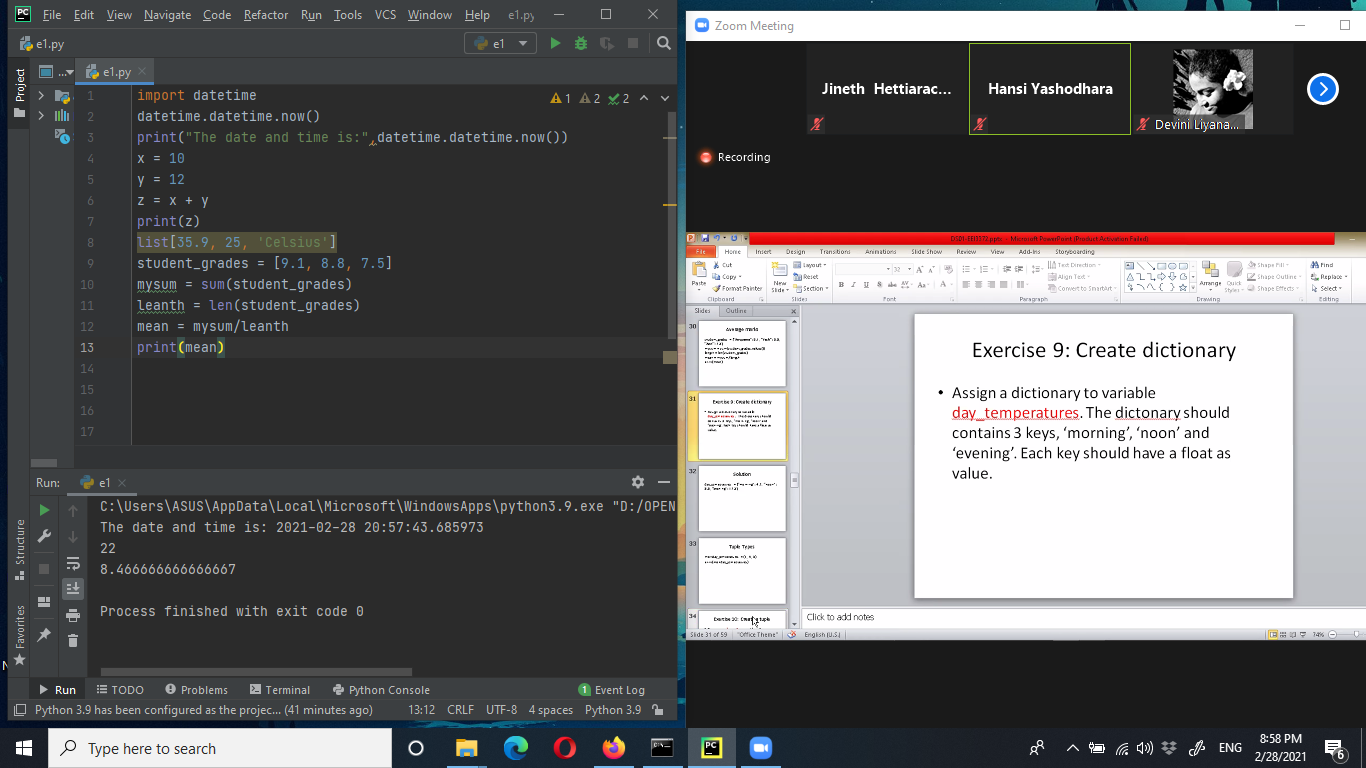 File Edit View Navigate Code Refactor Run Tools VCS Window Help e1.py
e1.py
e1
Project
e1.py
1 import datetime
2 datetime.datetime.now()
3 print("The date and time is:",datetime.datetime.now())
4 x = 10
5 y = 12
6 z = x + y
7 print(z)
8 list[35.9, 25, 'Celsius']
9 student_grades = [9.1, 8.8, 7.5]
10 mysum = sum(student_grades)
11 leanth = len(student_grades)
12 mean = mysum/leanth
13 print(mean)
14
15
16
17
1 2 2
Run: e1
C:\Users\ASUS\AppData\Local\Microsoft\WindowsApps\python3.9.exe "D:/OPEN
The date and time is: 2021-02-28 20:57:43.685973
22
8.466666666666667
Process finished with exit code 0
Structure
Favorites
Run TODO Problems Terminal Python Console 1 Event Log
Python 3.9 has been configured as the projec... (41 minutes ago) 13:12 CRLF UTF-8 4 spaces Python 3.9
Zoom Meeting
Jineth Hettiarac...
Hansi Yashodhara
Devini Liyana...
Recording
Microsoft PowerPoint (Product Activation Failed)
File Home Insert Design Transitions Animations Slide Show Review View Add-Ins Storyboarding
Paste Cut Copy Format Painter
Clipboard
New Slide Layout Reset Section
Slides
Font
Text Direction Align Text Convert to SmartArt
Paragraph
Arrange Quick Styles Shape Fill Shape Outline Shape Effects
Drawing
Find Replace Select
Editing
Slides Outline
30 Average marks
31 Exercise 9: Create dictionary
32 Solution
33 Tuple Types
34 Exercise 10: Create tuple
Exercise 9: Create dictionary
• Assign a dictionary to variable
day_temperatures. The dictonary should
contains 3 keys, ‘morning’, ‘noon’ and
‘evening’. Each key should have a float as
value.
Click to add notes
Slide 31 of 59 "Office Theme" English (U.S.) 74%
Type here to search
ENG
8:58 PM
2/28/2021
6